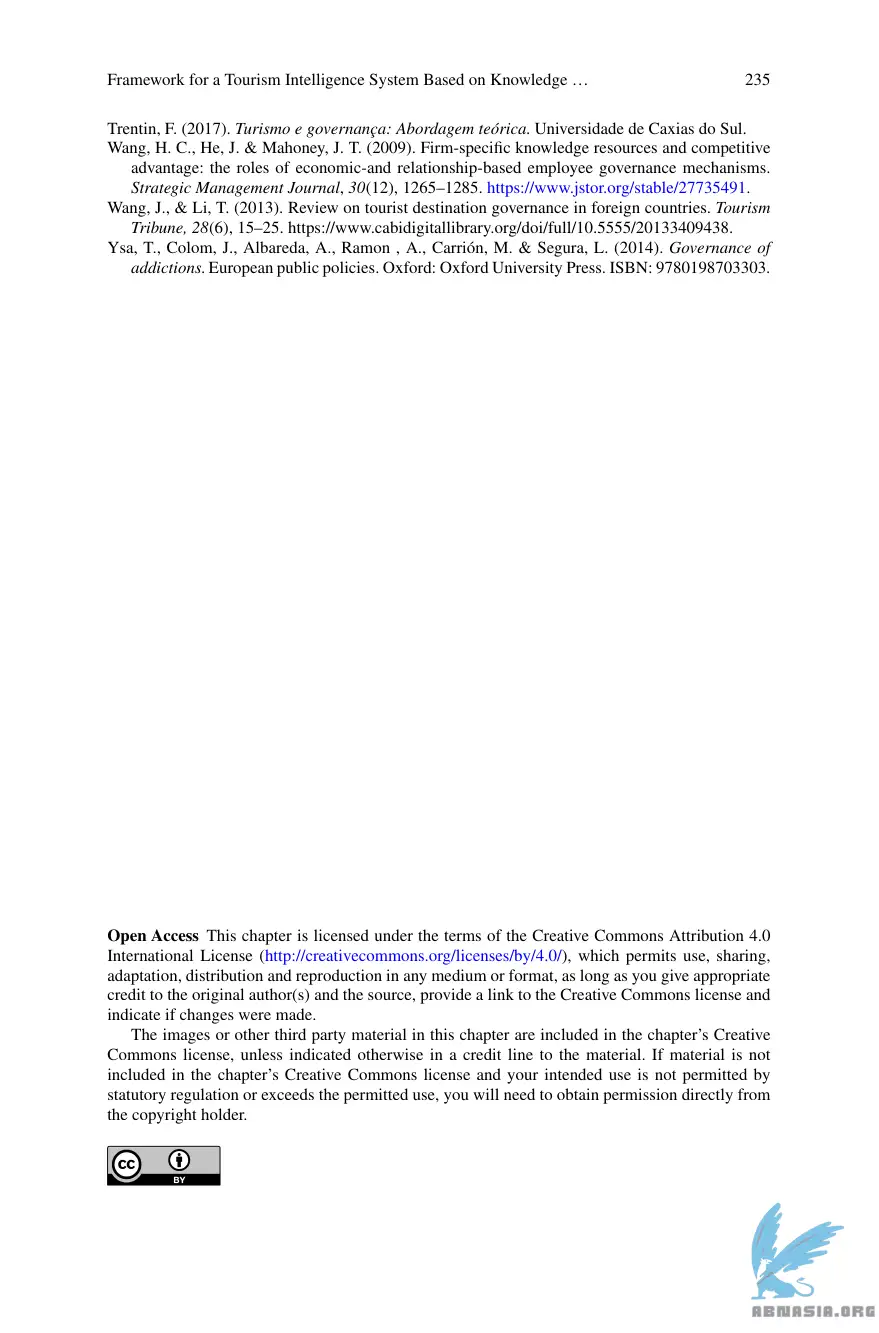 Framework for a Tourism Intelligence System Based on Knowledge … 235
Trentin, F. (2017). Turismo e governança: Abordagem teórica. Universidade de Caxias do Sul.
Wang, H. C., He, J. & Mahoney, J. T. (2009). Firm-specific knowledge resources and competitive
advantage: the roles of economic-and relationship-based employee governance mechanisms.
Strategic Management Journal, 30(12), 1265–1285. https://www.jstor.org/stable/27735491.
Wang, J., & Li, T. (2013). Review on tourist destination governance in foreign countries. Tourism
Tribune, 28(6), 15–25. https://www.cabidigitallibrary.org/doi/full/10.5555/20133409438.
Ysa, T., Colom, J., Albareda, A., Ramon , A., Carrión, M. & Segura, L. (2014). Governance of
addictions. European public policies. Oxford: Oxford University Press. ISBN: 9780198703303.
Open Access This chapter is licensed under the terms of the Creative Commons Attribution 4.0
International License (http://creativecommons.org/licenses/by/4.0/), which permits use, sharing,
adaptation, distribution and reproduction in any medium or format, as long as you give appropriate
credit to the original author(s) and the source, provide a link to the Creative Commons license and
indicate if changes were made.
The images or other third party material in this chapter are included in the chapter's Creative
Commons license, unless indicated otherwise in a credit line to the material. If material is not
included in the chapter's Creative Commons license and your intended use is not permitted by
statutory regulation or exceeds the permitted use, you will need to obtain permission directly from
the copyright holder.
cc
BY
ABNASIA.ORG